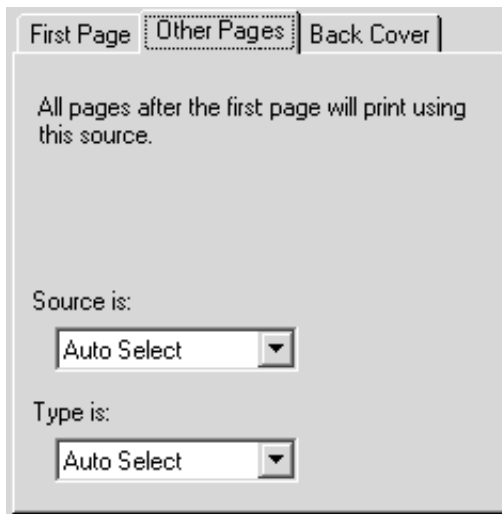 First Page Other Pages Back Cover
All pages after the first page will print using
this source.
Source is:
Auto Select
Type is:
Auto Select